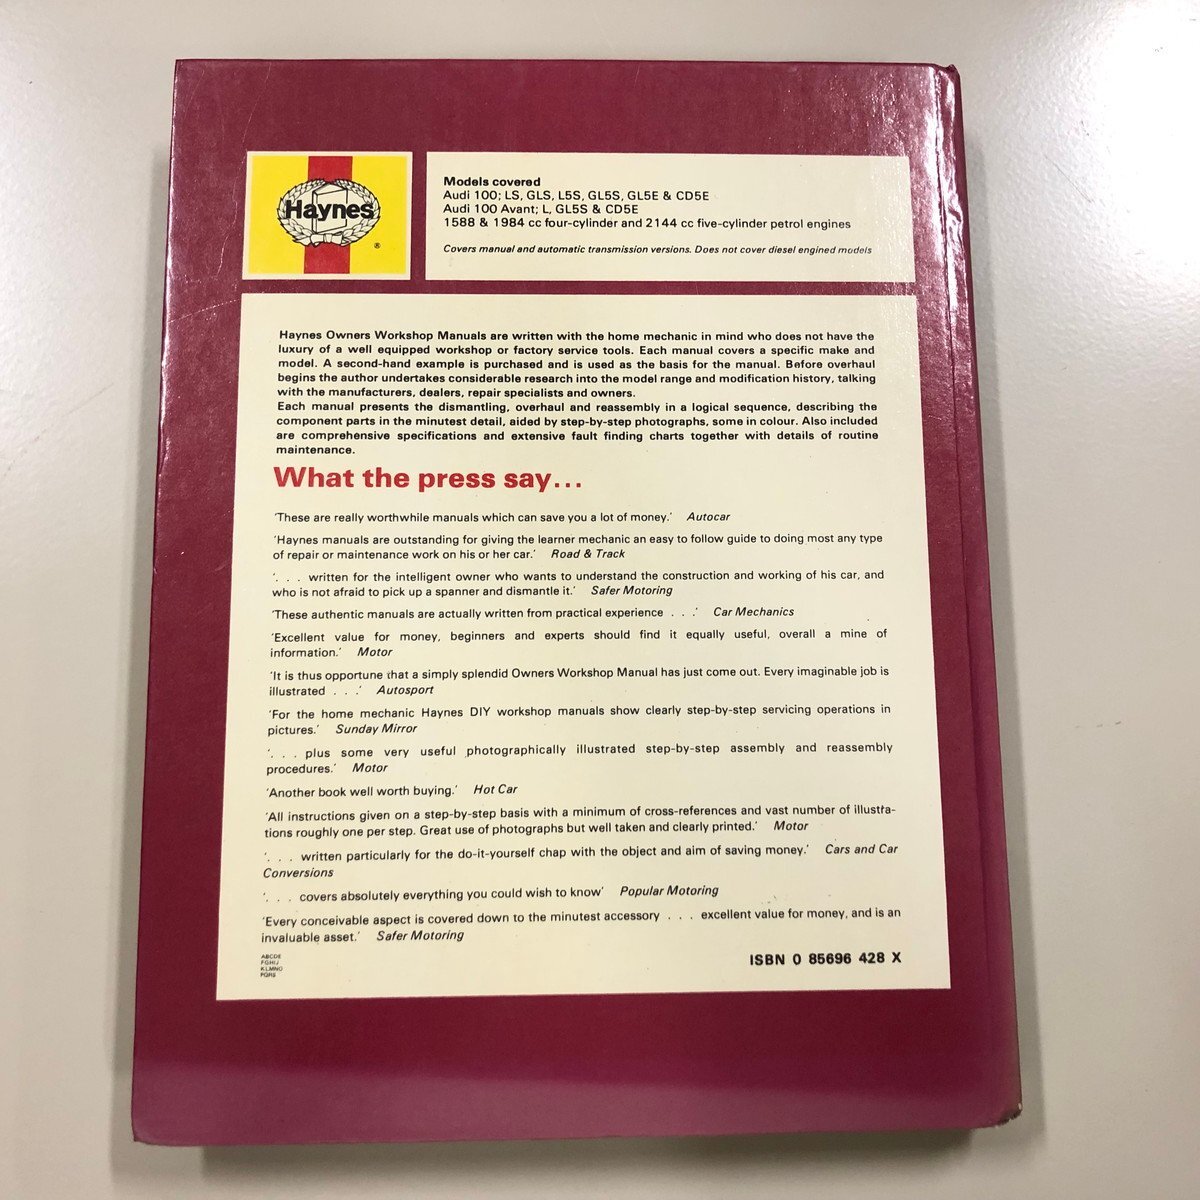 Haynes
®
Models covered
Audi 100; LS, GLS, L5S, GL5S, GL5E & CD5E
Audi 100 Avant; L, GL5S & CD5E
1588 & 1984 cc four-cylinder and 2144 cc five-cylinder petrol engines
Covers manual and automatic transmission versions. Does not cover diesel engined models
Haynes Owners Workshop Manuals are written with the home mechanic in mind who does not have the
luxury of a well equipped workshop or factory service tools. Each manual covers a specific make and
model. A second-hand example is purchased and is used as the basis for the manual. Before overhaul
begins the author undertakes considerable research into the model range and modification history, talking
with the manufacturers, dealers, repair specialists and owners.
Each manual presents the dismantling, overhaul and reassembly in a logical sequence, describing the
component parts in the minutest detail, aided by step-by-step photographs, some in colour. Also included
are comprehensive specifications and extensive fault finding charts together with details of routine
maintenance.
What the press say...
'These are really worthwhile manuals which can save you a lot of money.' Autocar
'Haynes manuals are outstanding for giving the learner mechanic an easy to follow guide to doing most any type
of repair or maintenance work on his or her car.' Road & Track
'. . . written for the intelligent owner who wants to understand the construction and working of his car, and
who is not afraid to pick up a spanner and dismantle it.' Safer Motoring
'These authentic manuals are actually written from practical experience . . .' Car Mechanics
'Excellent value for money, beginners and experts should find it equally useful, overall a mine of
information.' Motor
'It is thus opportune that a simply splendid Owners Workshop Manual has just come out. Every imaginable job is
illustrated . . .' Autosport
'For the home mechanic Haynes DIY workshop manuals show clearly step-by-step servicing operations in
pictures.' Sunday Mirror
'. . . plus some very useful photographically illustrated step-by-step assembly and reassembly
procedures.' Motor
'Another book well worth buying.' Hot Car
'All instructions given on a step-by-step basis with a minimum of cross-references and vast number of illustra-
tions roughly one per step. Great use of photographs but well taken and clearly printed.' Motor
'. . . written particularly for the do-it-yourself chap with the object and aim of saving money.' Cars and Car
Conversions
'. . . covers absolutely everything you could wish to know' Popular Motoring
'Every conceivable aspect is covered down to the minutest accessory . . . excellent value for money, and is an
invaluable asset.' Safer Motoring
ABCDE
FGHIJ
KLMNO
PQRS
ISBN 0 85696 428 X